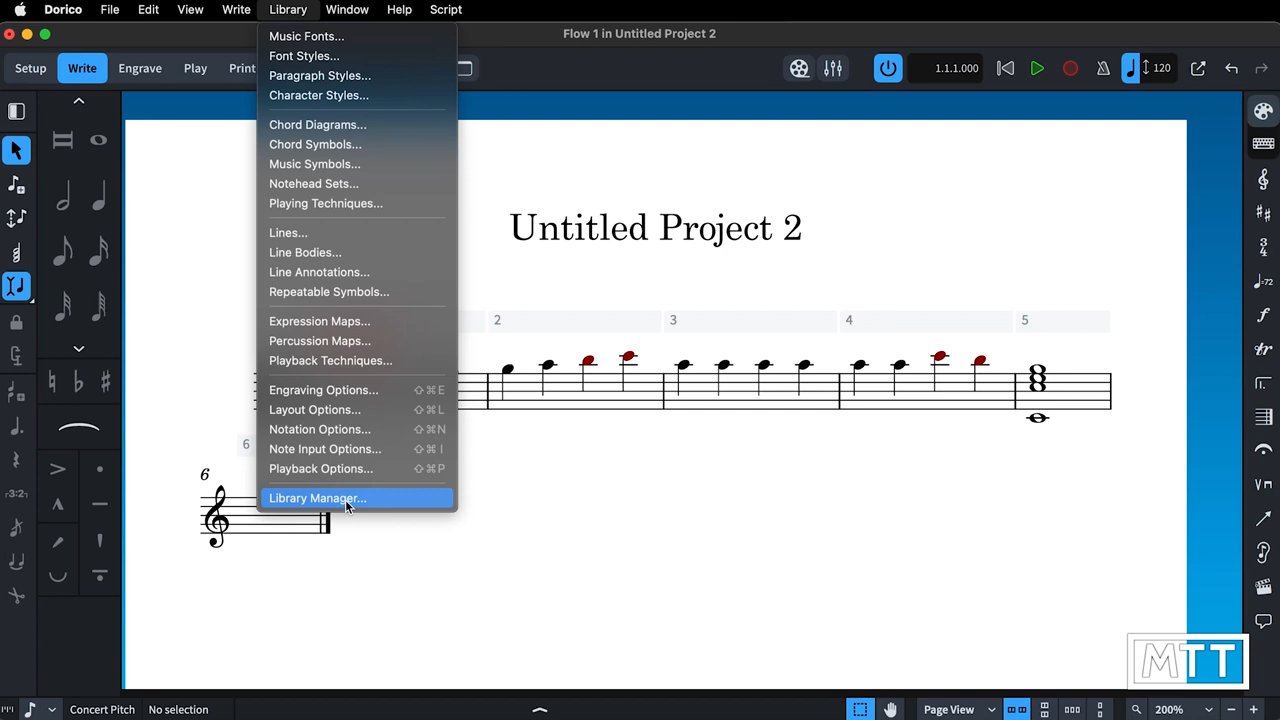 Dorico File Edit View Write Library Window Help Script
Flow 1 in Untitled Project 2
Setup Write Engrave Play Print
1.1.1.000
120
Music Fonts...
Font Styles...
Paragraph Styles...
Character Styles...
Chord Diagrams...
Chord Symbols...
Music Symbols...
Notehead Sets...
Playing Techniques...
Lines...
Line Bodies...
Line Annotations...
Repeatable Symbols...
Expression Maps...
Percussion Maps...
Playback Techniques...
Engraving Options... ⇧⌘E
Layout Options... ⇧⌘L
Notation Options... ⇧⌘N
Note Input Options... ⇧⌘I
Playback Options... ⇧⌘P
Library Manager...
Untitled Project 2
2 3 4 5
6
6
3:2
3
4
=72
MTT
Concert Pitch No selection
Page View
200%